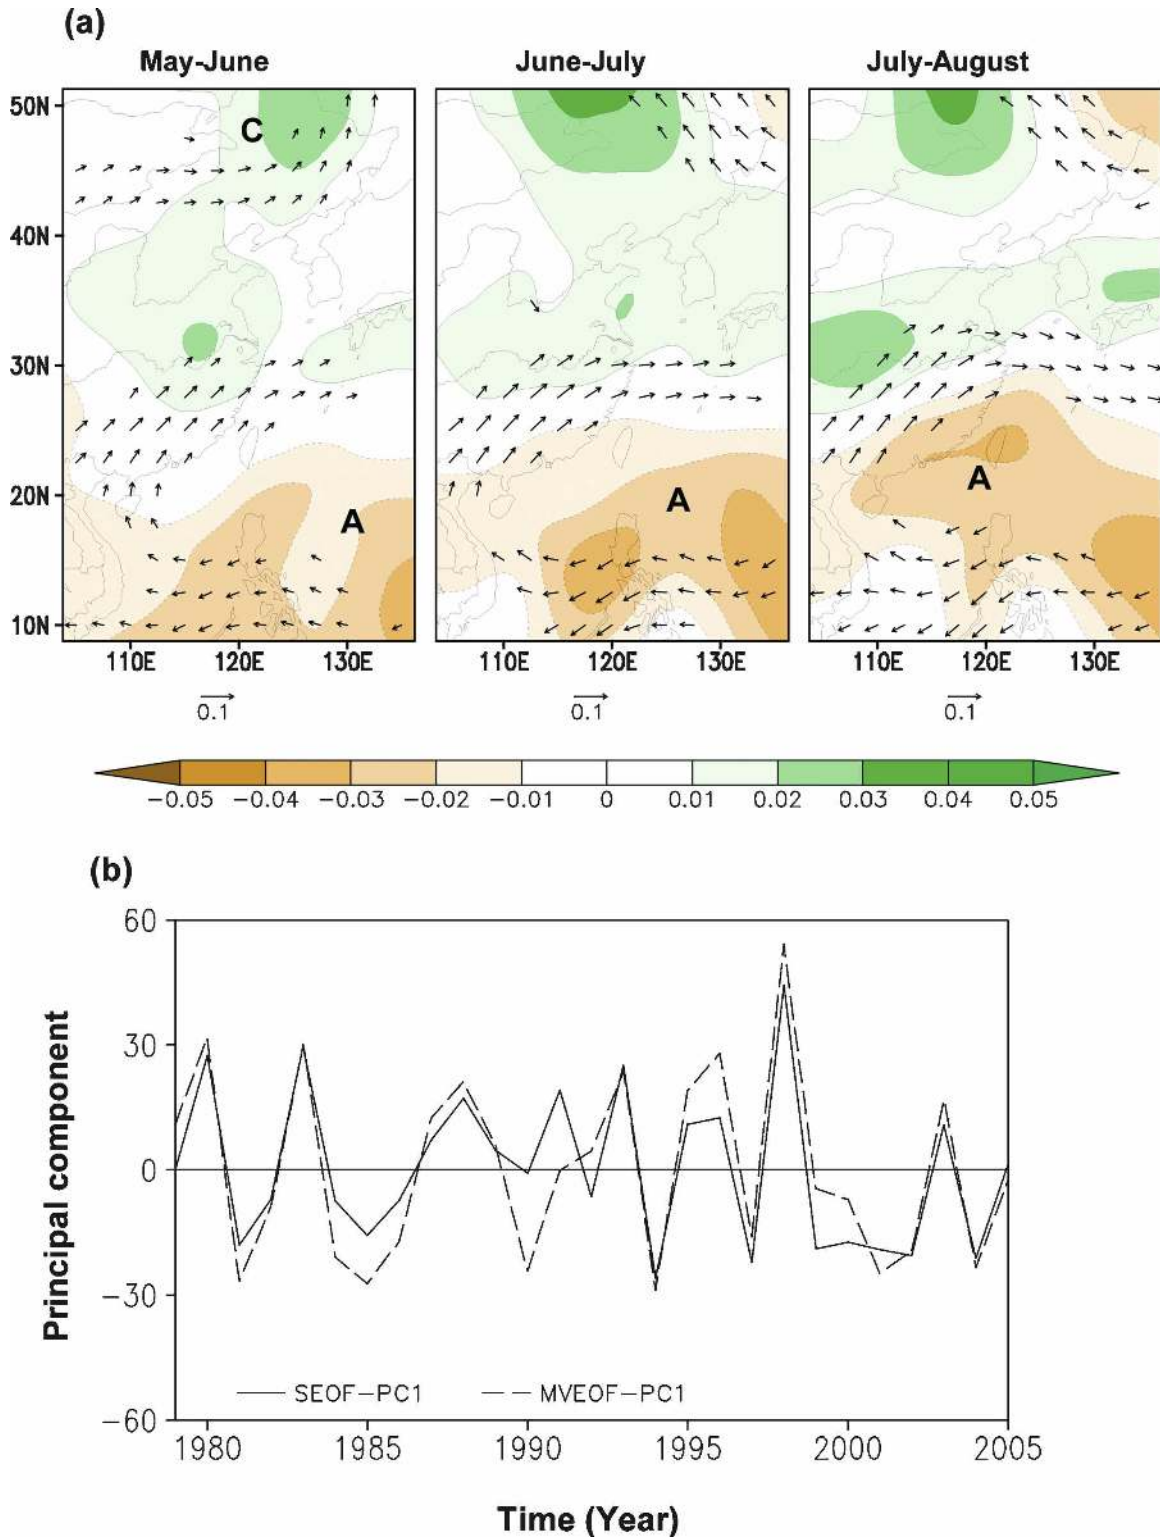 (a)
May-June June-July July-August
50N
C
40N
30N
20N
A A A
10N
110E 120E 130E 110E 120E 130E 110E 120E 130E
0.1 0.1 0.1
−0.05 −0.04 −0.03 −0.02 −0.01 0 0.01 0.02 0.03 0.04 0.05
(b)
60
30
0
−30
−60
Principal component
SEOF−PC1 MVEOF−PC1
1980 1985 1990 1995 2000 2005
Time (Year)